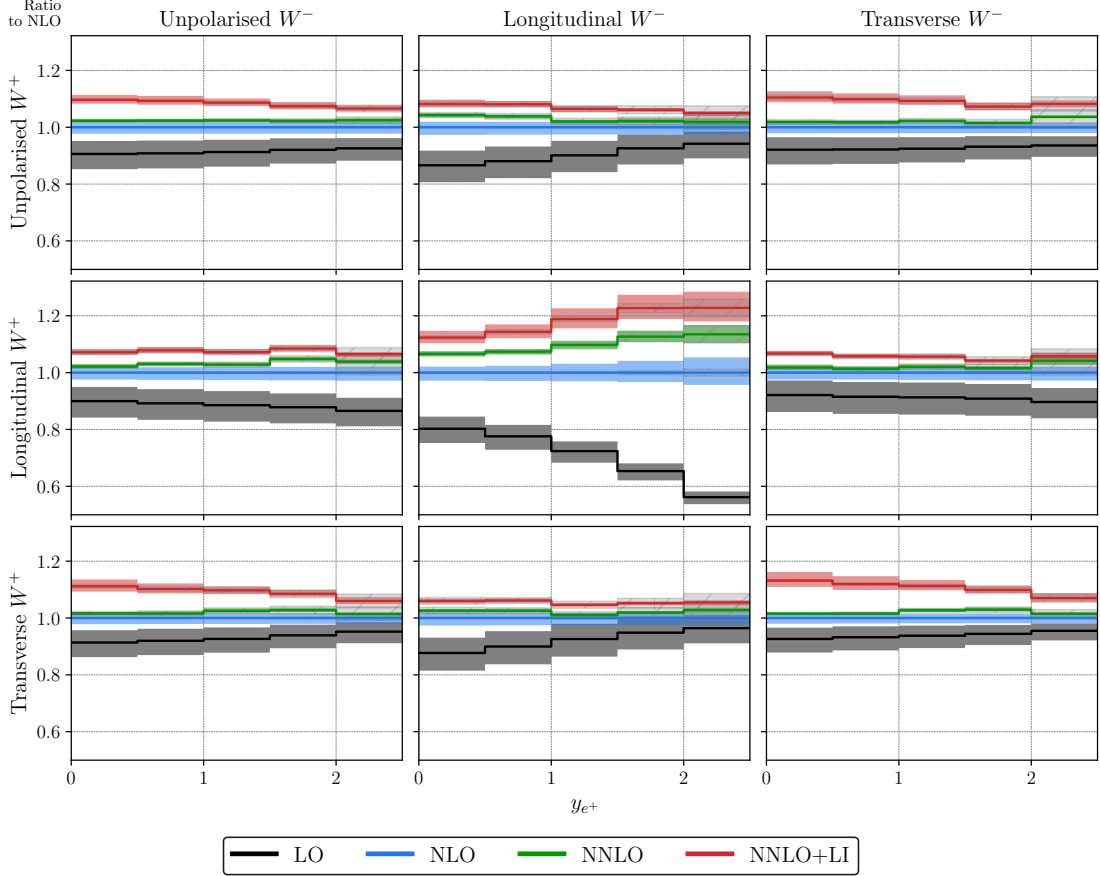 Ratio
to NLO
Unpolarised W⁻ Longitudinal W⁻ Transverse W⁻
Unpolarised W⁺
1.2
1.0
0.8
0.6
Longitudinal W⁺
1.2
1.0
0.8
0.6
Transverse W⁺
1.2
1.0
0.8
0.6
0 1 2 0 1 2 0 1 2
y_{e⁺}
LO NLO NNLO NNLO+LI